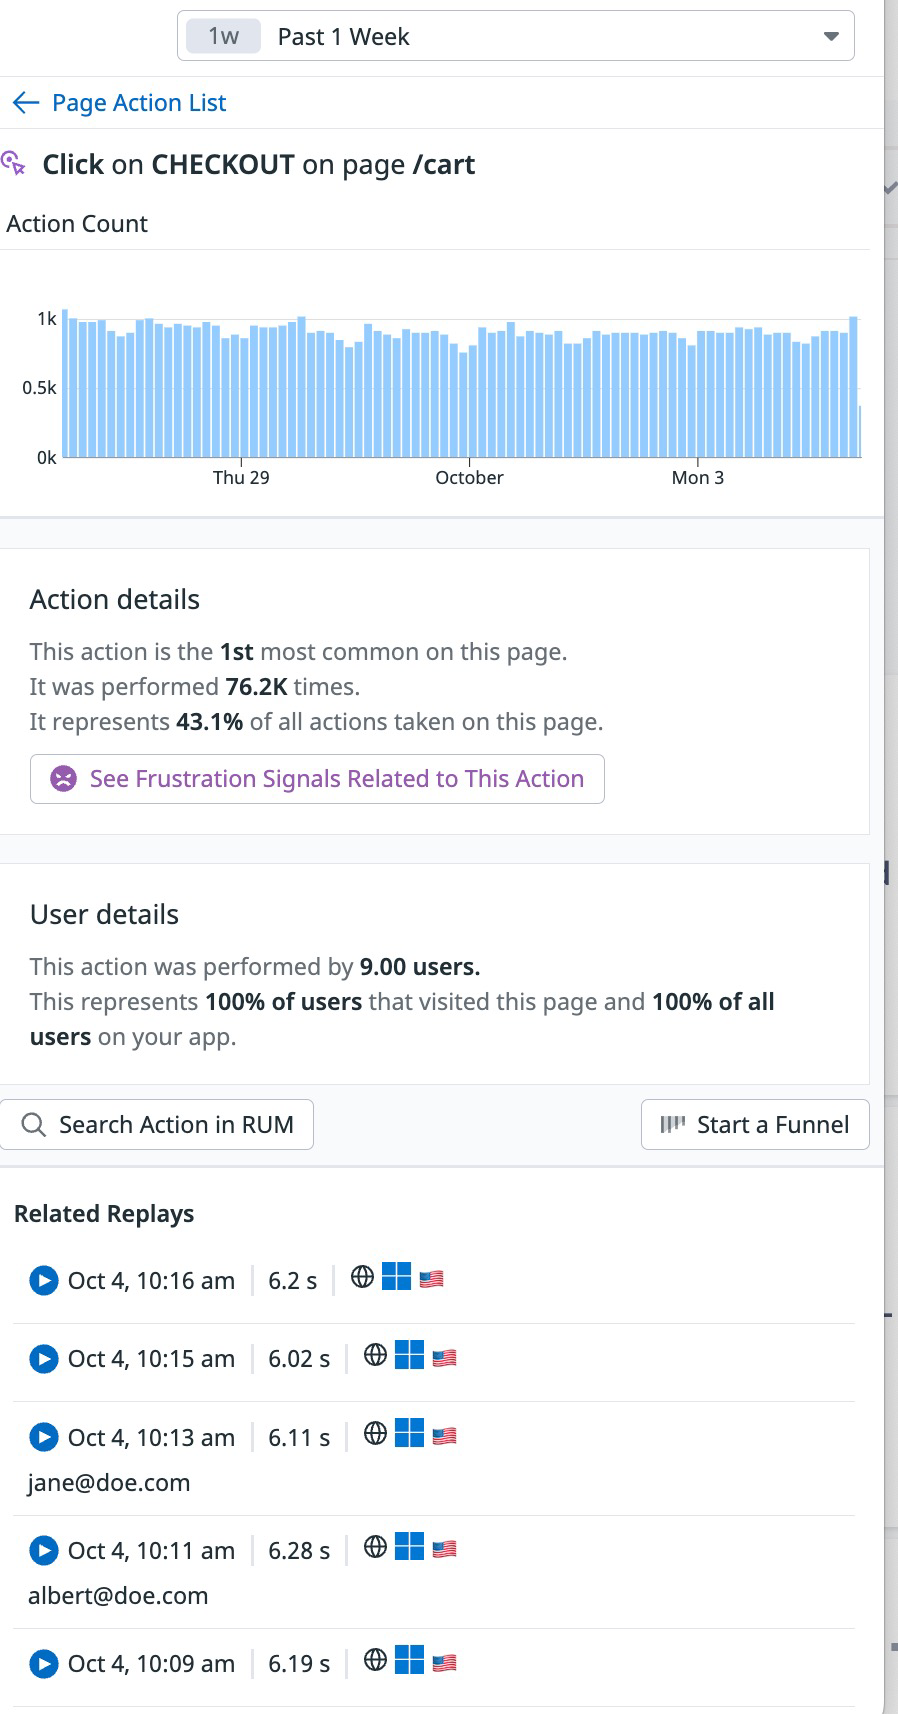 1w Past 1 Week
Page Action List
Click on CHECKOUT on page /cart
Action Count
1k
0.5k
0k
Thu 29 October Mon 3
Action details
This action is the 1st most common on this page.
It was performed 76.2K times.
It represents 43.1% of all actions taken on this page.
See Frustration Signals Related to This Action
User details
This action was performed by 9.00 users.
This represents 100% of users that visited this page and 100% of all
users on your app.
Search Action in RUM Start a Funnel
Related Replays
Oct 4, 10:16 am 6.2 s
Oct 4, 10:15 am 6.02 s
Oct 4, 10:13 am 6.11 s
jane@doe.com
Oct 4, 10:11 am 6.28 s
albert@doe.com
Oct 4, 10:09 am 6.19 s